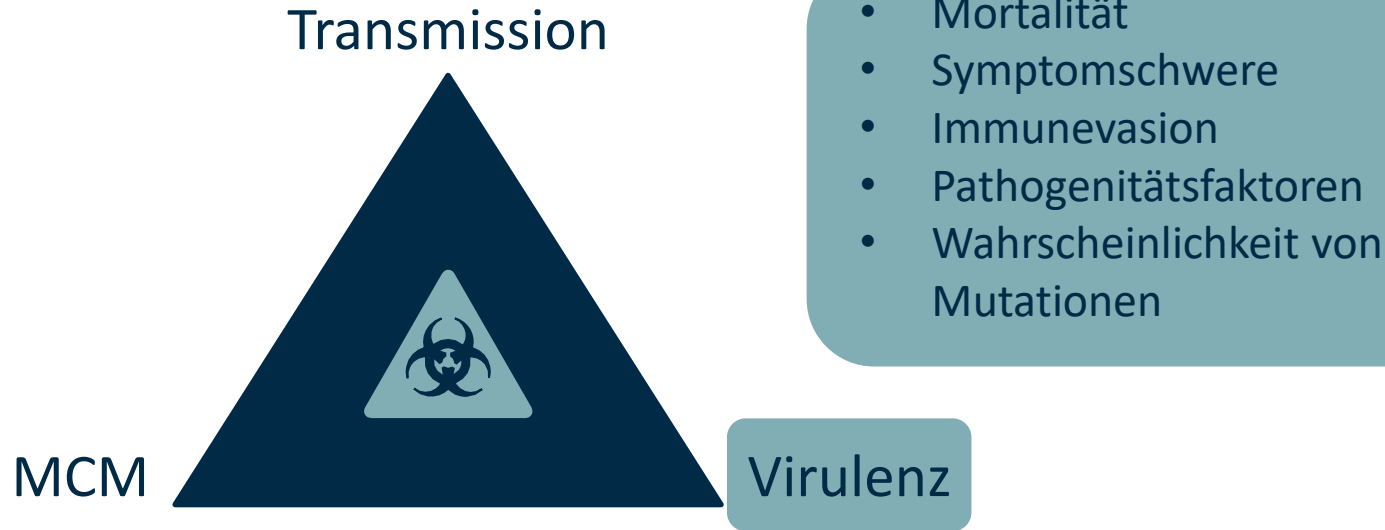 Transmission
• Mortalität
• Symptomschwere
• Immunevasion
• Pathogenitätsfaktoren
• Wahrscheinlichkeit von
Mutationen
MCM
Virulenz